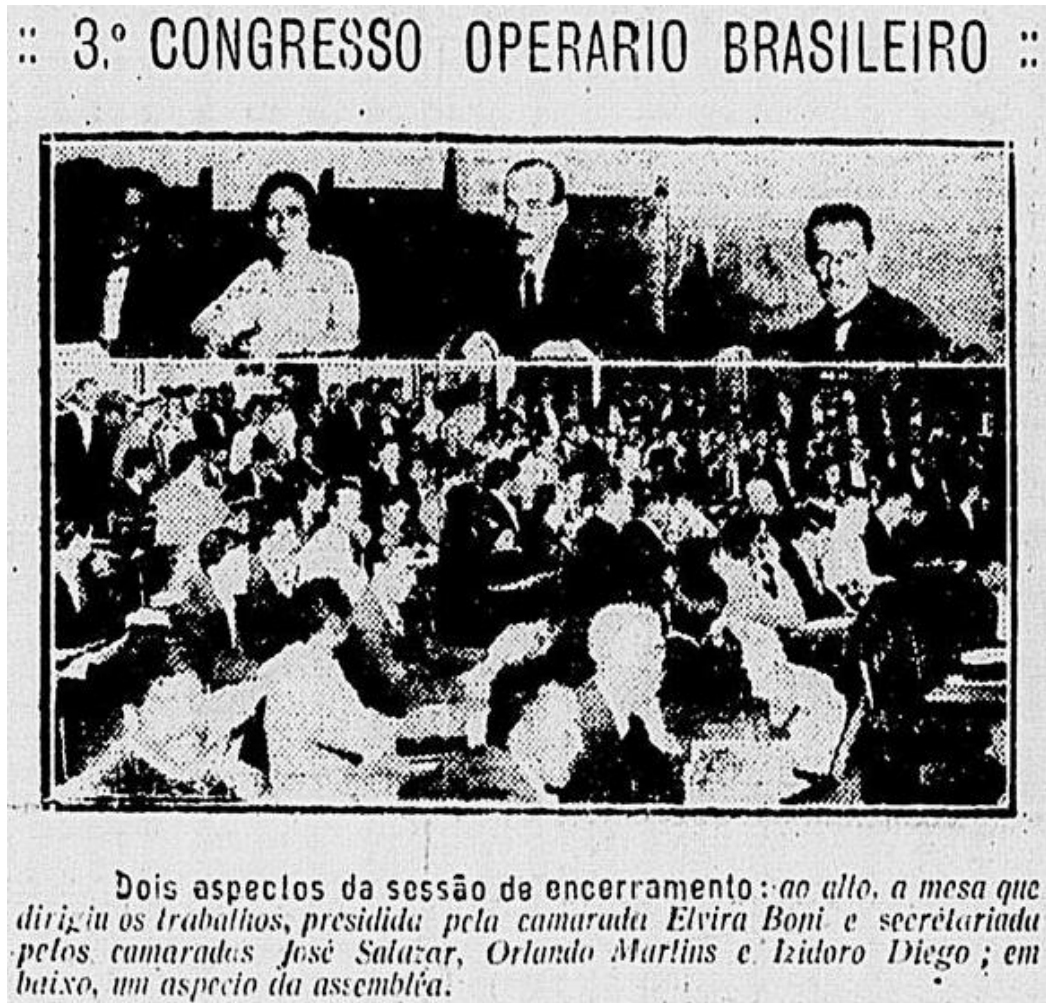 :: 3.º CONGRESSO OPERARIO BRASILEIRO ::
Dois aspectos da sessão de encerramento: ao alto, a mesa que
dirigiu os trabalhos, presidida pela camarada Elvira Boni e secretariada
pelos camaradas José Salazar, Orlando Martins e Izidoro Diego; em
baixo, um aspecto da assembléa.